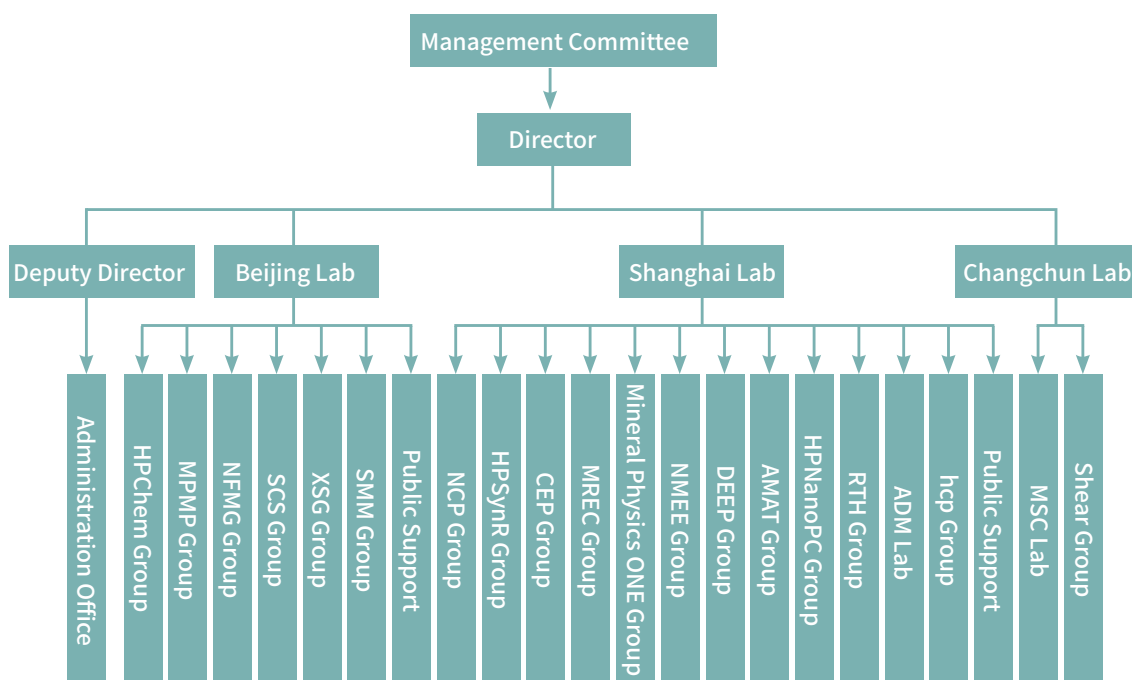 Management Committee
Director
Deputy Director
Beijing Lab
Shanghai Lab
Changchun Lab
Administration Office
HPChem Group
MPMP Group
NFMG Group
SCS Group
XSG Group
SMM Group
Public Support
NCP Group
HPSynR Group
CEP Group
MREC Group
Mineral Physics ONE Group
NMEE Group
DEEP Group
AMAT Group
HPNanoPC Group
RTH Group
ADM Lab
hcp Group
Public Support
MSC Lab
Shear Group